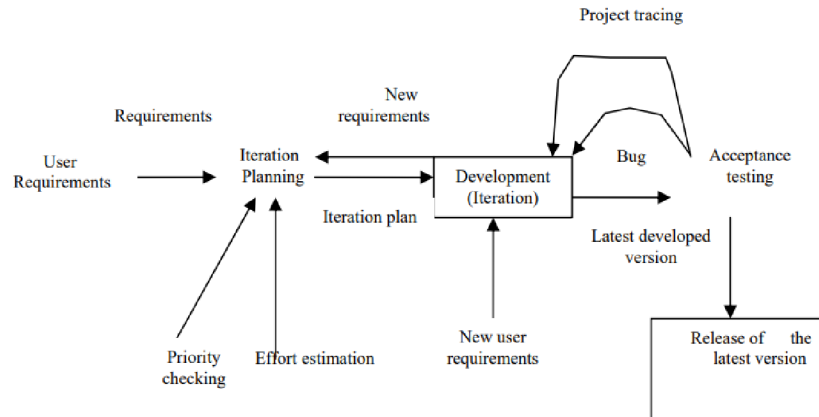 Project tracing
Requirements
New
requirements
User
Requirements
Iteration
Planning
Development
(Iteration)
Bug
Acceptance
testing
Iteration plan
Latest developed
version
Priority
checking
Effort estimation
New user
requirements
Release of the
latest version